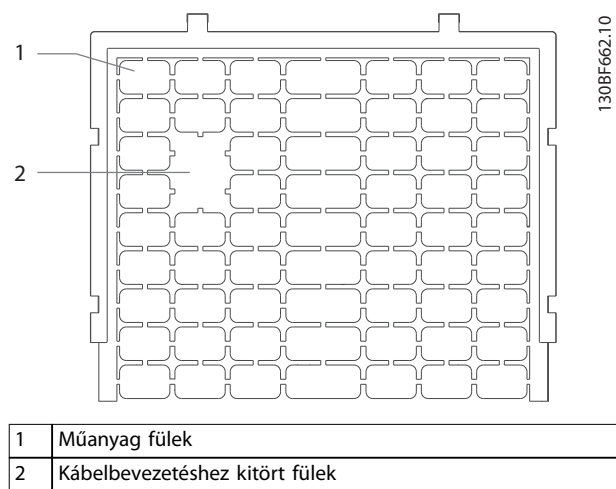 1
2
130BF662.10
1 Műanyag fülek
2 Kábelbevezetéshez kitört fülek